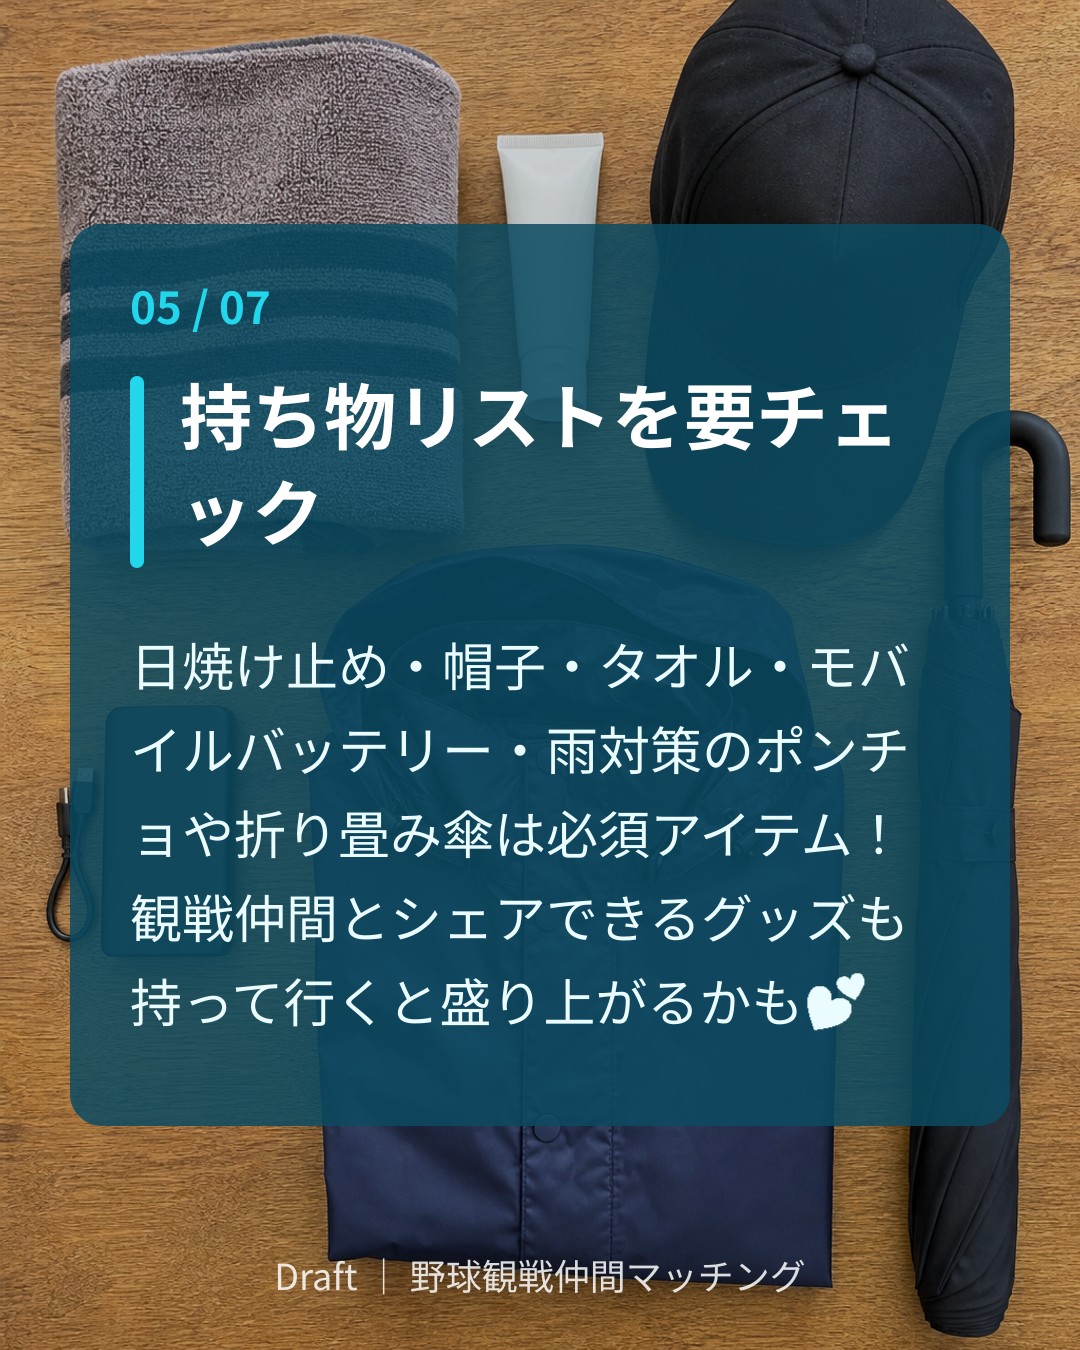 05 / 07
持ち物リストを要チェ
ック
日焼け止め・帽子・タオル・モバ
イルバッテリー・雨対策のポンチ
ョや折り畳み傘は必須アイテム！
観戦仲間とシェアできるグッズも
持って行くと盛り上がるかも💕
Draft ｜ 野球観戦仲間マッチング